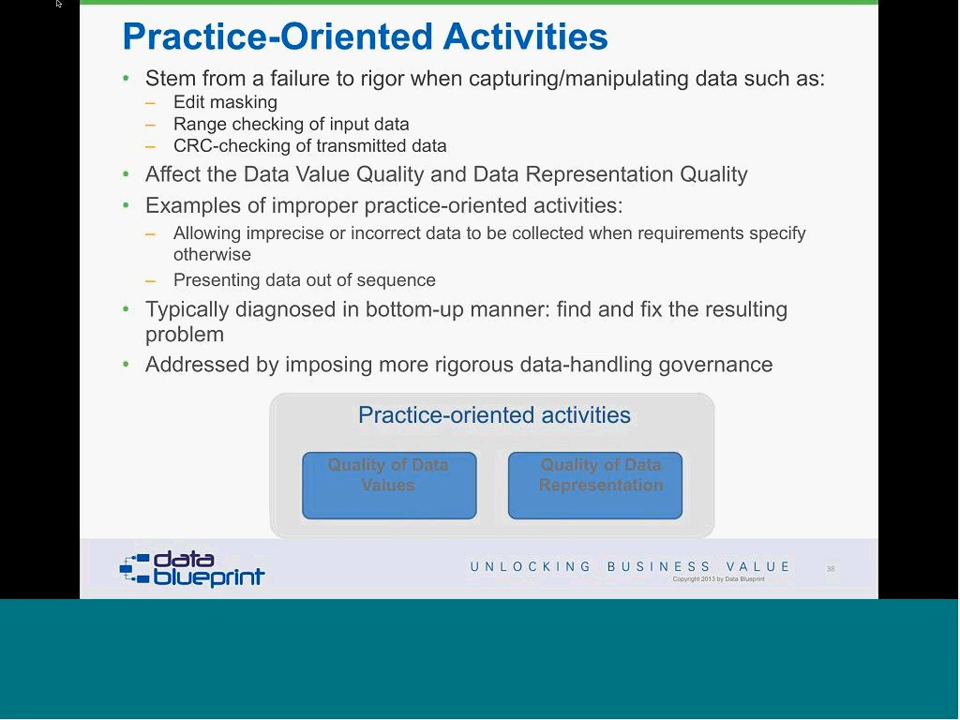 Practice-Oriented Activities
• Stem from a failure to rigor when capturing/manipulating data such as:
– Edit masking
– Range checking of input data
– CRC-checking of transmitted data
• Affect the Data Value Quality and Data Representation Quality
• Examples of improper practice-oriented activities:
– Allowing imprecise or incorrect data to be collected when requirements specify
otherwise
– Presenting data out of sequence
• Typically diagnosed in bottom-up manner: find and fix the resulting
problem
• Addressed by imposing more rigorous data-handling governance
Practice-oriented activities
Quality of Data
Values
Quality of Data
Representation
data
blueprint
UNLOCKING BUSINESS VALUE
Copyright 2013 by Data Blueprint
38